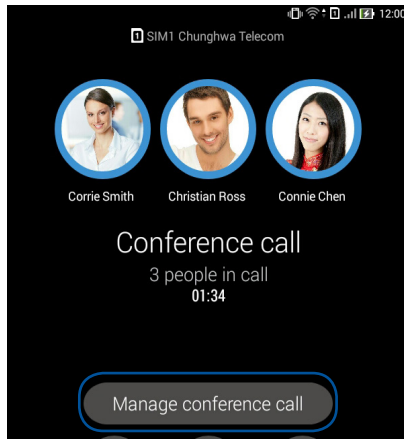 12:00
1 SIM1 Chunghwa Telecom
Corrie Smith Christian Ross Connie Chen
Conference call
3 people in call
01:34
Manage conference call